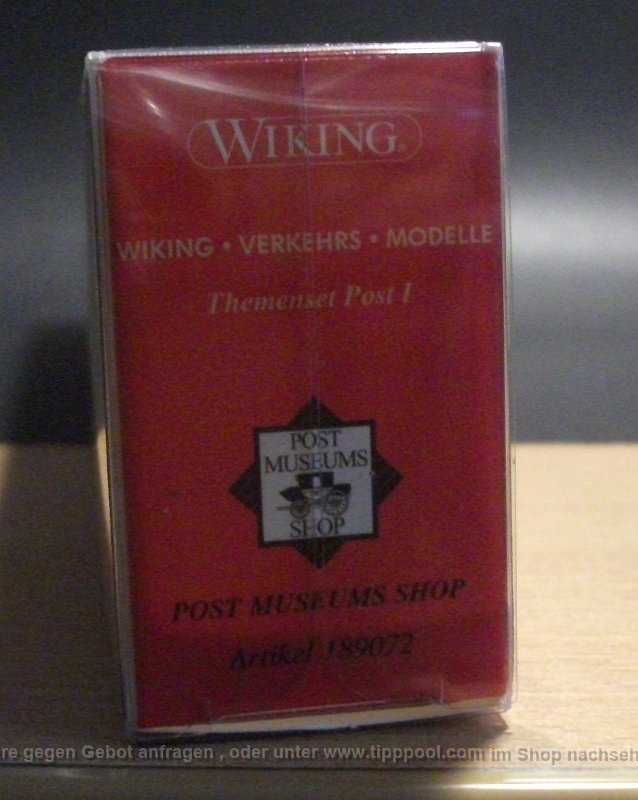 WIKING®
WIKING • VERKEHRS • MODELLE
Themenset Post I
POST
MUSEUMS
SHOP
POST MUSEUMS SHOP
Artikel 189072
re gegen Gebot anfragen , oder unter www.tipppool.com im Shop nachseh